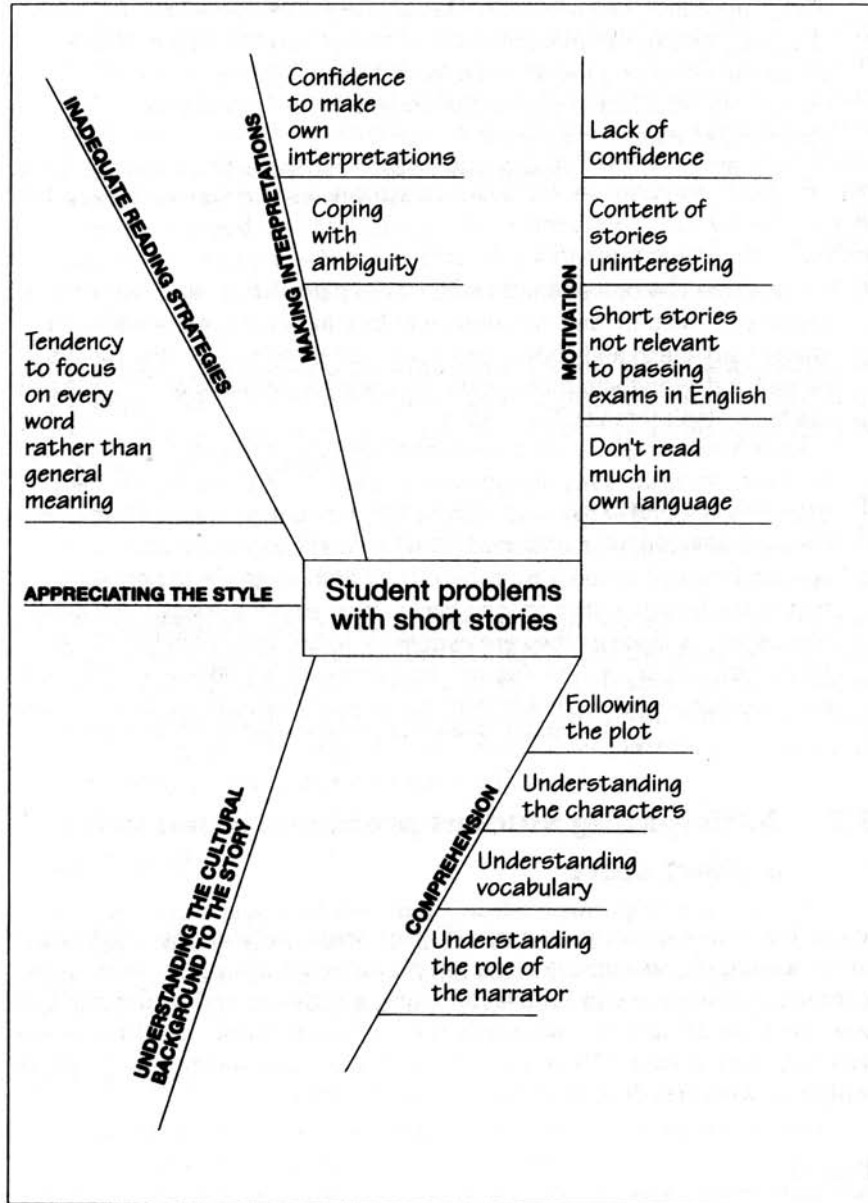 INADEQUATE READING STRATEGIES
Tendency
to focus
on every
word
rather than
general
meaning
MAKING INTERPRETATIONS
Confidence
to make
own
interpretations
Coping
with
ambiguity
MOTIVATION
Lack of
confidence
Content of
stories
uninteresting
Short stories
not relevant
to passing
exams in English
Don't read
much in
own language
APPRECIATING THE STYLE
Student problems
with short stories
UNDERSTANDING THE CULTURAL
BACKGROUND TO THE STORY
COMPREHENSION
Following
the plot
Understanding
the characters
Understanding
vocabulary
Understanding
the role of
the narrator